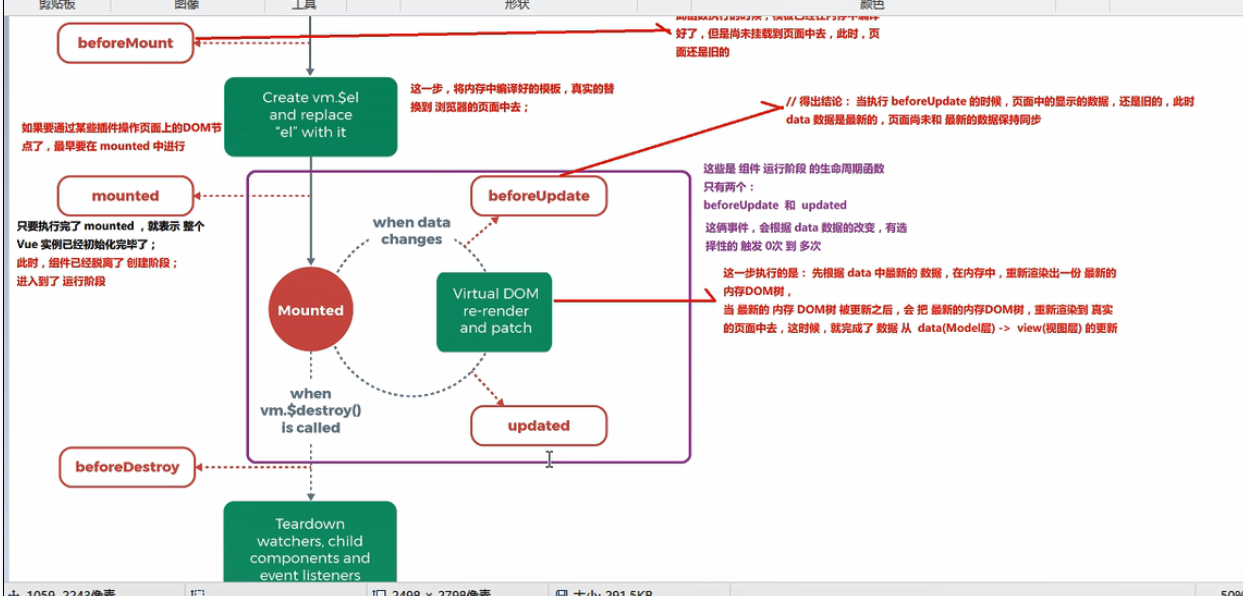 剪贴板 图像 工具 形状 颜色
此函数执行的时候，模板已经在内存中编译
好了，但是尚未挂载到页面中去，此时，页
面还是旧的
beforeMount
Create vm.$el
and replace
"el" with it
这一步，将内存中编译好的模板，真实的替
换到 浏览器的页面中去；
// 得出结论： 当执行 beforeUpdate 的时候，页面中的显示的数据，还是旧的，此时
data 数据是最新的，页面尚未和 最新的数据保持同步
如果要通过某些插件操作页面上的DOM节
点了，最早要在 mounted 中进行
mounted
只要执行完了 mounted ，就表示 整个
Vue 实例已经初始化完毕了；
此时，组件已经脱离了 创建阶段；
进入到了 运行阶段
beforeUpdate
when data
changes
这些是 组件 运行阶段 的生命周期函数
只有两个：
beforeUpdate 和 updated
这俩事件，会根据 data 数据的改变，有选
择性的 触发 0次 到 多次
Mounted
Virtual DOM
re-render
and patch
这一步执行的是： 先根据 data 中最新的 数据，在内存中，重新渲染出一份 最新的
内存DOM树，
当 最新的 内存 DOM树 被更新之后，会 把 最新的内存DOM树，重新渲染到 真实
的页面中去，这时候，就完成了 数据 从 data(Model层) -> view(视图层) 的更新
when
vm.$destroy()
is called
updated
beforeDestroy
Teardown
watchers, child
components and
event listeners
1059, 2243像素 2498 × 2798像素 大小: 291.5KB 50%